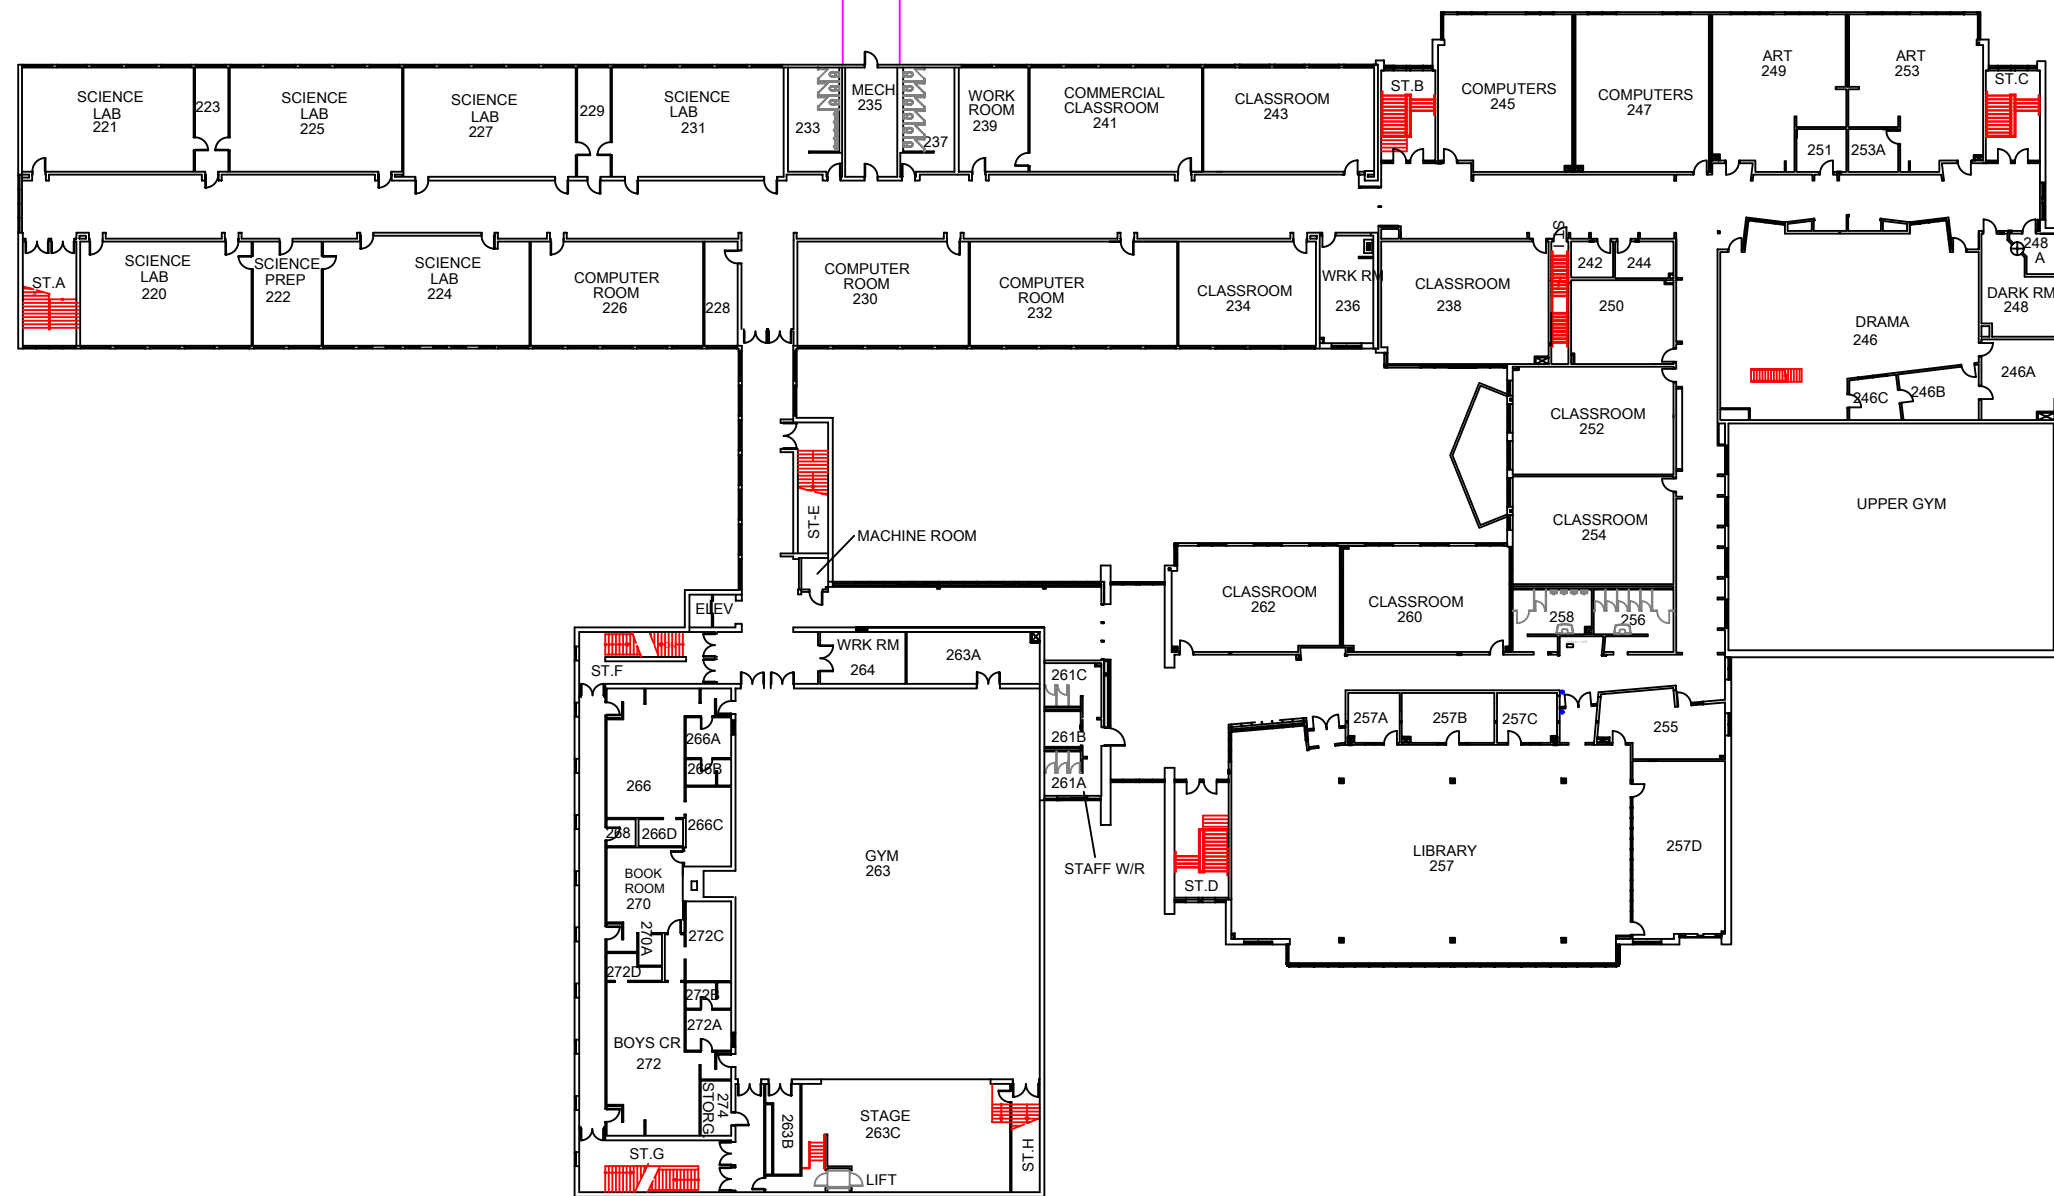 SCIENCE
LAB
221
223
SCIENCE
LAB
225
SCIENCE
LAB
227
229
SCIENCE
LAB
231
233
MECH.
235
237
WORK
ROOM
239
COMMERCIAL
CLASSROOM
241
CLASSROOM
243
ST.B
COMPUTERS
245
COMPUTERS
247
ART
249
251
ART
253
253A
ST.C
ST.A
SCIENCE
LAB
220
SCIENCE
PREP
222
SCIENCE
LAB
224
COMPUTER
ROOM
226
228
COMPUTER
ROOM
230
COMPUTER
ROOM
232
CLASSROOM
234
WRK RM
236
CLASSROOM
238
ST.I
242
244
250
DRAMA
246
246C
246B
246A
248
A
DARK RM
248
CLASSROOM
252
CLASSROOM
254
UPPER GYM
ST-E
MACHINE ROOM
CLASSROOM
262
CLASSROOM
260
258
256
ELEV
ST.F
WRK RM
264
263A
261C
261B
261A
STAFF W/R
257A
257B
257C
255
257D
LIBRARY
257
ST.D
266
266A
266B
266C
268
266D
BOOK
ROOM
270
270A
272C
272D
272B
272A
BOYS CR
272
274
STORG.
GYM
263
263B
STAGE
263C
ST.H
ST.G
LIFT